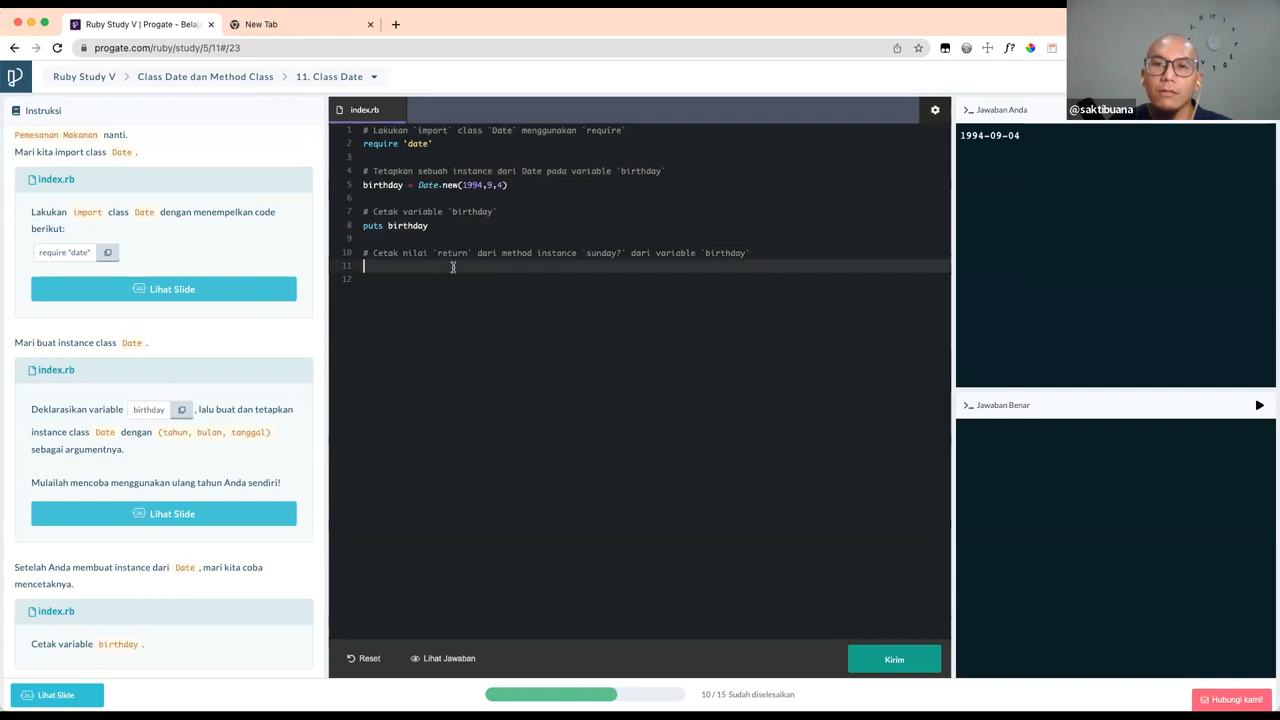 Ruby Study V | Progate - Belaja
New Tab
progate.com/ruby/study/5/11#/23
Ruby Study V
Class Date dan Method Class
11. Class Date
@saktibuana
Instruksi
Pemesanan Makanan nanti.
Mari kita import class Date .
index.rb
Lakukan import class Date dengan menempelkan code
berikut:
require "date"
Lihat Slide
Mari buat instance class Date .
index.rb
Deklarasikan variable birthday , lalu buat dan tetapkan
instance class Date dengan (tahun, bulan, tanggal)
sebagai argumentnya.
Mulailah mencoba menggunakan ulang tahun Anda sendiri!
Lihat Slide
Setelah Anda membuat instance dari Date , mari kita coba
mencetaknya.
index.rb
Cetak variable birthday .
Lihat Slide
index.rb
1 # Lakukan `import` class `Date` menggunakan `require`
2 require 'date'
3
4 # Tetapkan sebuah instance dari Date pada variable `birthday`
5 birthday = Date.new(1994,9,4)
6
7 # Cetak variable `birthday`
8 puts birthday
9
10 # Cetak nilai `return` dari method instance `sunday?` dari variable `birthday`
11
12
Reset
Lihat Jawaban
Kirim
10 / 15 Sudah diselesaikan
>_ Jawaban Anda
1994-09-04
>_ Jawaban Benar
Hubungi kami!